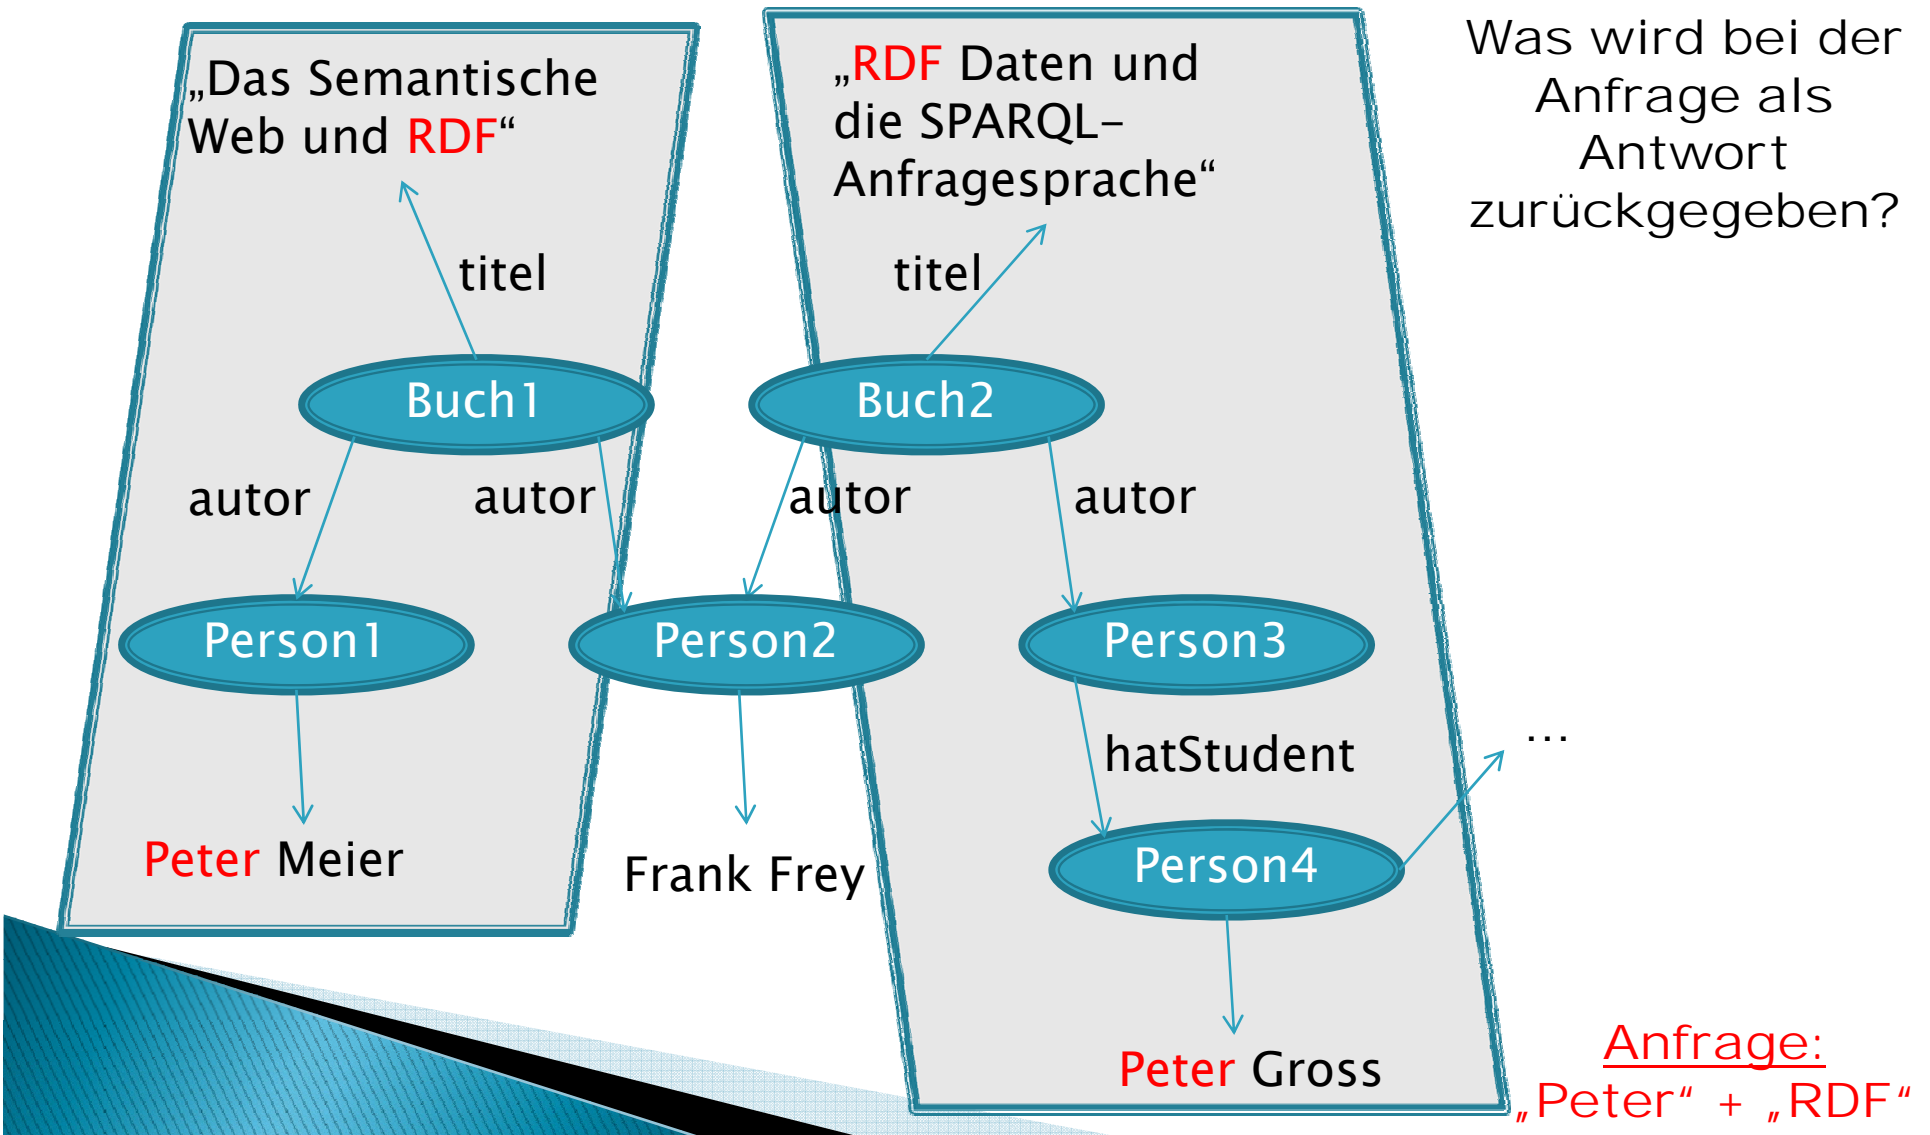 „Das Semantische
Web und RDF“
„RDF Daten und
die SPARQL-
Anfragesprache“
Was wird bei der
Anfrage als
Antwort
zurückgegeben?
titel
titel
Buch1
Buch2
autor
autor
autor
autor
Person1
Person2
Person3
hatStudent
...
Peter Meier
Frank Frey
Person4
Peter Gross
Anfrage:
„Peter“ + „RDF“